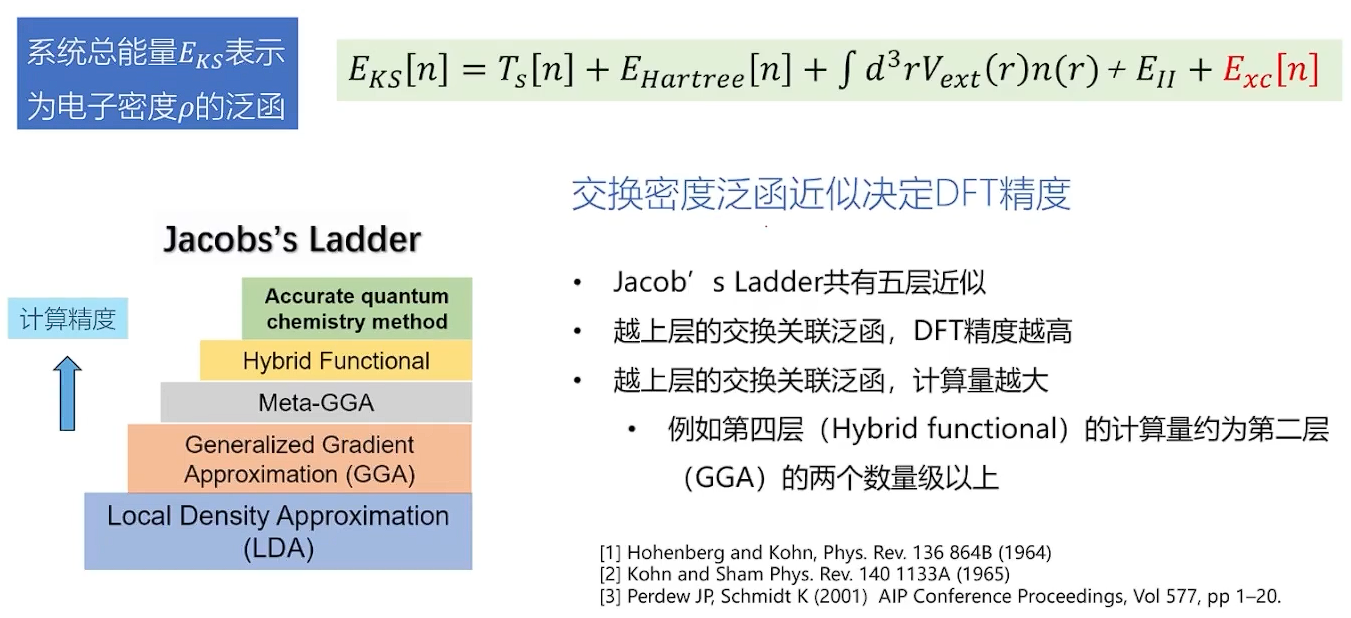 系统总能量E_{KS}表示
为电子密度ρ的泛函
E_{KS}[n] = T_s[n] + E_{Hartree}[n] + ∫ d³rV_{ext}(r)n(r) + E_{II} + E_{xc}[n]
交换密度泛函近似决定DFT精度
Jacobs's Ladder
计算精度
Accurate quantum
chemistry method
Hybrid Functional
Meta-GGA
Generalized Gradient
Approximation (GGA)
Local Density Approximation
(LDA)
• Jacob’s Ladder共有五层近似
• 越上层的交换关联泛函，DFT精度越高
• 越上层的交换关联泛函，计算量越大
• 例如第四层（Hybrid functional）的计算量约为第二层
（GGA）的两个数量级以上
[1] Hohenberg and Kohn, Phys. Rev. 136 864B (1964)
[2] Kohn and Sham Phys. Rev. 140 1133A (1965)
[3] Perdew JP, Schmidt K (2001) AIP Conference Proceedings, Vol 577, pp 1–20.